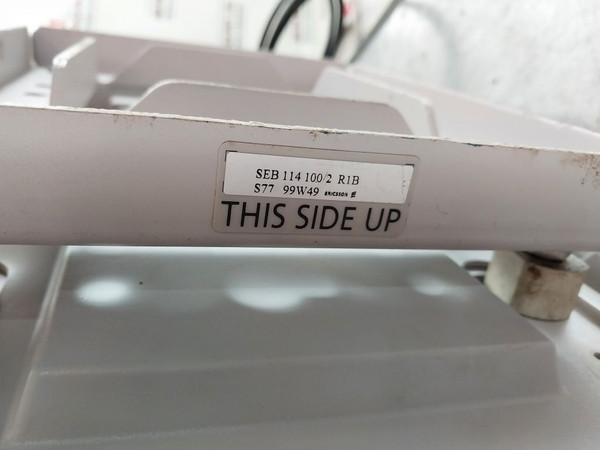 SEB 114 100/2 R1B
S77 99W49 ERICSSON
THIS SIDE UP